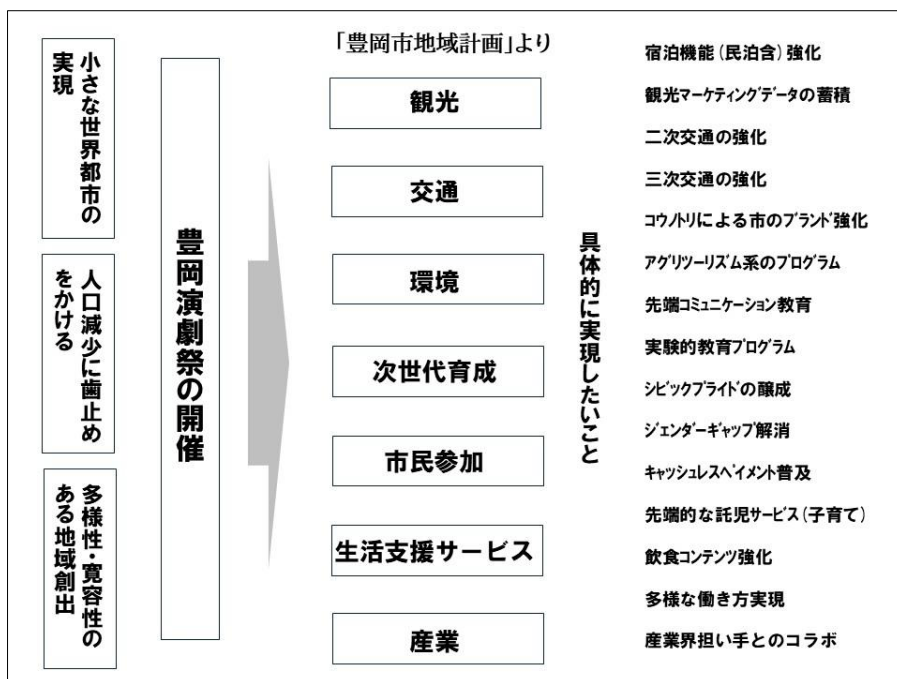 小さな世界都市の
実現
人口減少に歯止め
をかける
多様性・寛容性の
ある地域創出
豊岡演劇祭の開催
「豊岡市地域計画」より
観光
交通
環境
次世代育成
市民参加
生活支援サービス
産業
具体的に実現したいこと
宿泊機能（民泊含）強化
観光ﾏｰｹﾃｨﾝｸﾞﾃﾞｰﾀの蓄積
二次交通の強化
三次交通の強化
ｺｳﾉﾄﾘによる市のﾌﾞﾗﾝﾄﾞ強化
ｱｸﾞﾘﾂｰﾘｽﾞﾑ系のﾌﾟﾛｸﾞﾗﾑ
先端ｺﾐｭﾆｹｰｼｮﾝ教育
実験的教育ﾌﾟﾛｸﾞﾗﾑ
ｼﾋﾞｯｸﾌﾟﾗｲﾄﾞの醸成
ｼﾞｪﾝﾀﾞｰｷﾞｬｯﾌﾟ解消
ｷｬｯｼｭﾚｽﾍﾟｲﾒﾝﾄ普及
先端的な託児ｻｰﾋﾞｽ（子育て）
飲食ｺﾝﾃﾝﾂ強化
多様な働き方実現
産業界担い手とのコラボ